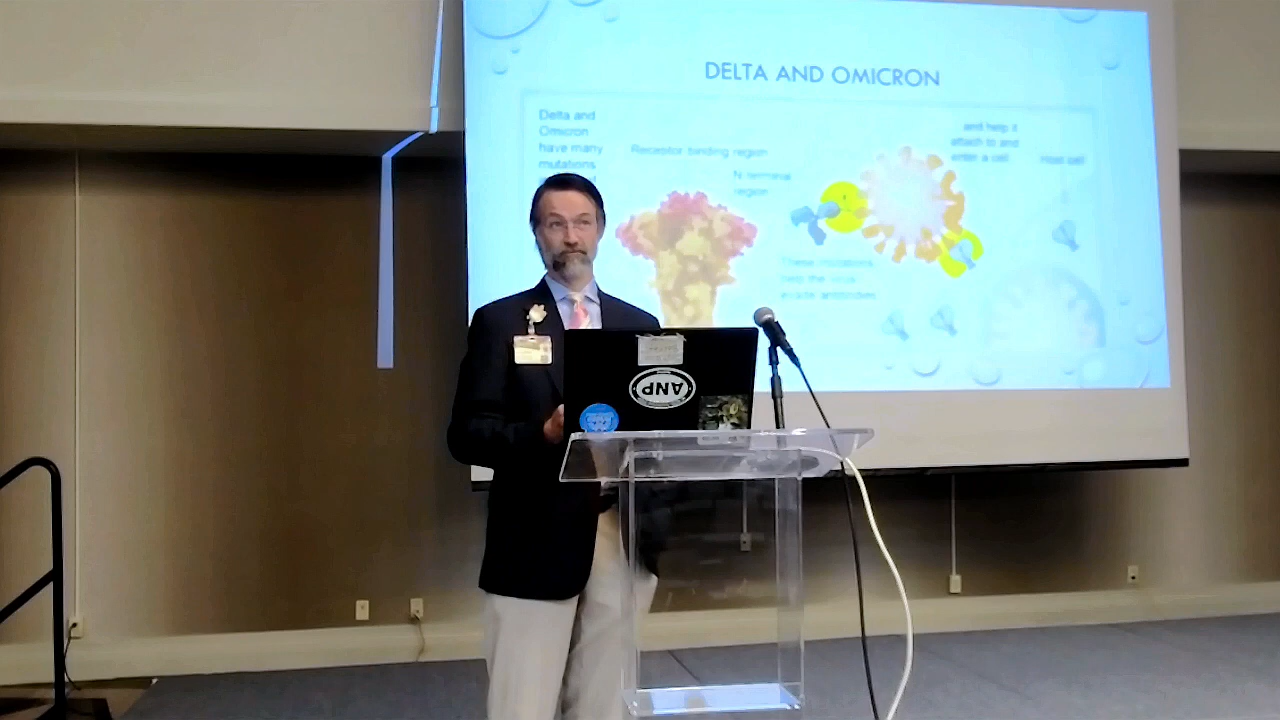 DELTA AND OMICRON
Delta and
Omicron
have many
mutations
Receptor binding region
N terminal
region
and help it
attach to and
enter a cell
Host cell
These mutations
help the virus
evade antibodies
ANP